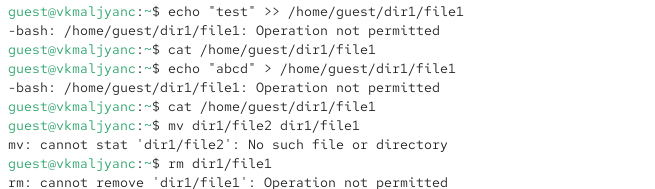 guest@vkmaljyanc:~$ echo "test" >> /home/guest/dir1/file1
-bash: /home/guest/dir1/file1: Operation not permitted
guest@vkmaljyanc:~$ cat /home/guest/dir1/file1
guest@vkmaljyanc:~$ echo "abcd" > /home/guest/dir1/file1
-bash: /home/guest/dir1/file1: Operation not permitted
guest@vkmaljyanc:~$ cat /home/guest/dir1/file1
guest@vkmaljyanc:~$ mv dir1/file2 dir1/file1
mv: cannot stat 'dir1/file2': No such file or directory
guest@vkmaljyanc:~$ rm dir1/file1
rm: cannot remove 'dir1/file1': Operation not permitted